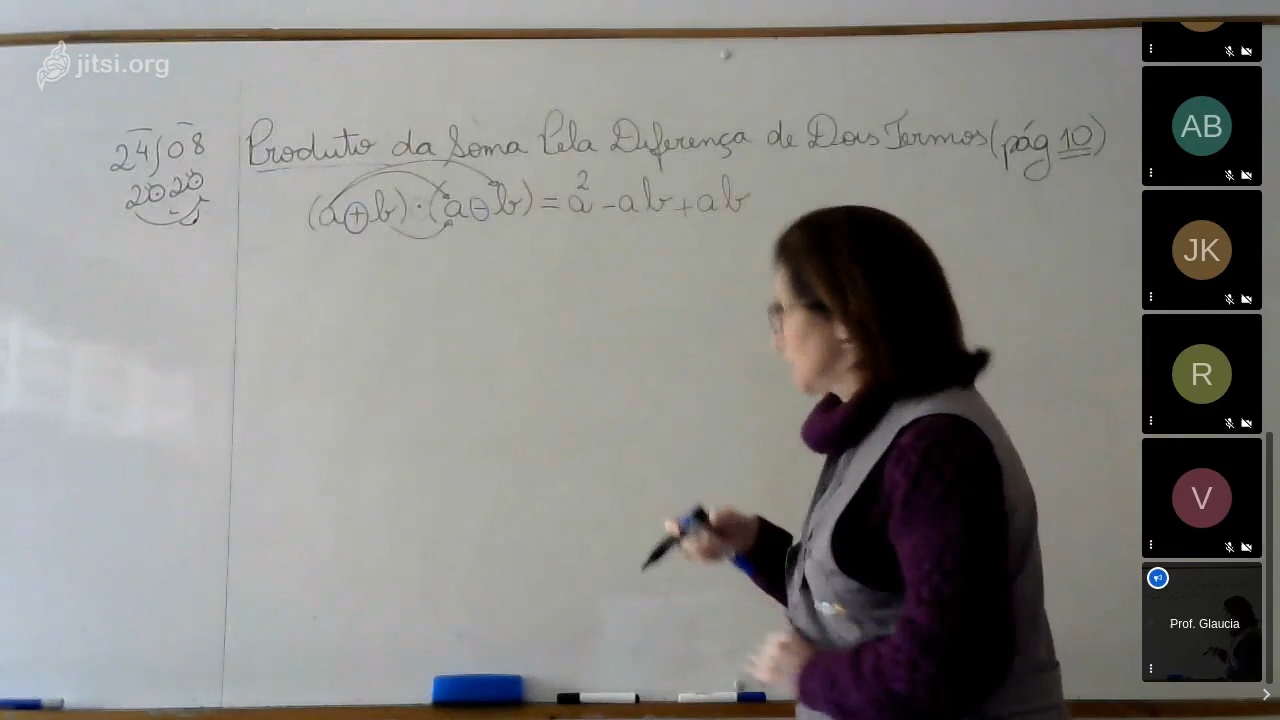 jitsi.org
24/08
2020
Produto da Soma Pela Diferença de Dois Termos (pág 10)
(a+b)·(a-b)=a²-ab+ab
AB
JK
R
V
Prof. Glaucia